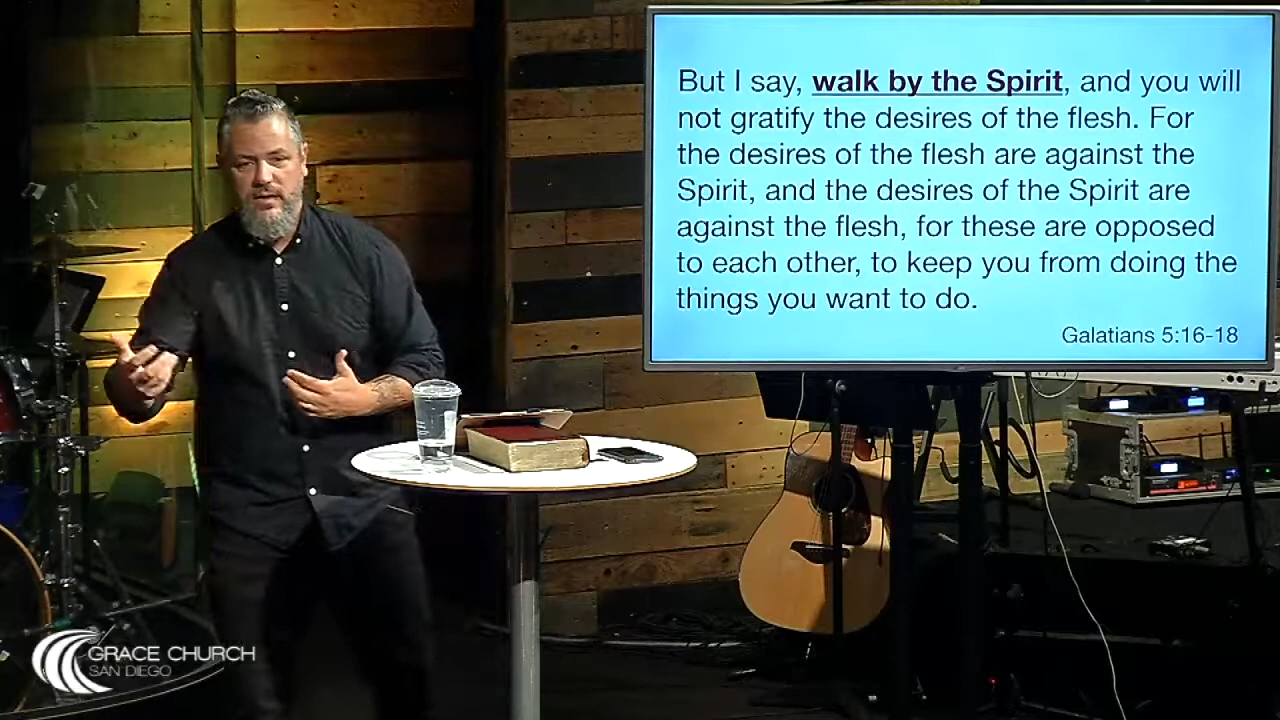 But I say, walk by the Spirit, and you will
not gratify the desires of the flesh. For
the desires of the flesh are against the
Spirit, and the desires of the Spirit are
against the flesh, for these are opposed
to each other, to keep you from doing the
things you want to do.
Galatians 5:16-18
GRACE CHURCH
SAN DIEGO